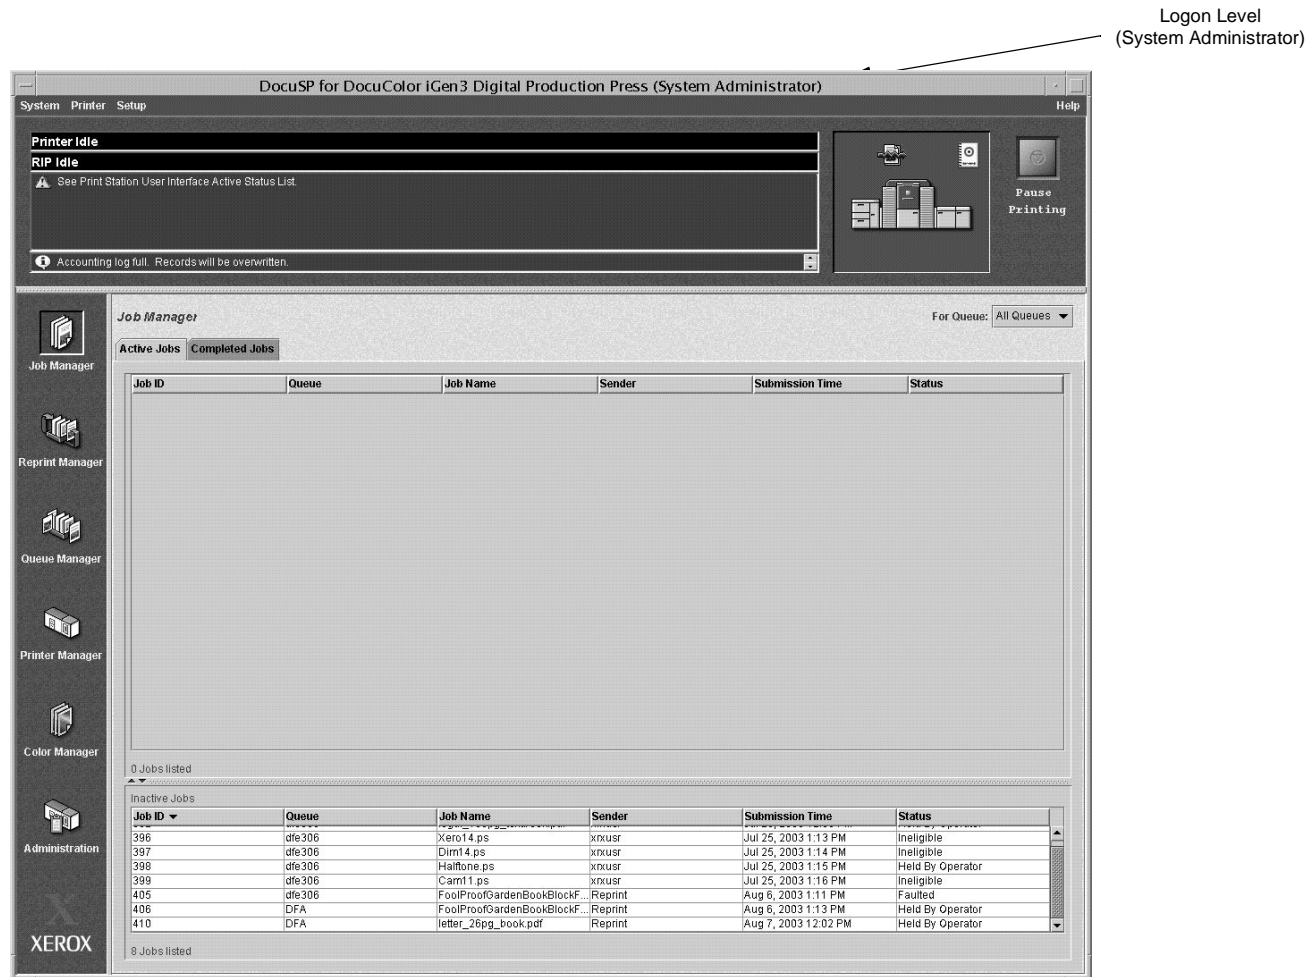 Logon Level
(System Administrator)
DocuSP for DocuColor iGen3 Digital Production Press (System Administrator)
System Printer Setup Help
Printer Idle
RIP Idle
See Print Station User Interface Active Status List.
Pause
Printing
Accounting log full. Records will be overwritten.
Job Manager For Queue: All Queues
Active Jobs Completed Jobs
Job Manager
Reprint Manager
Queue Manager
Printer Manager
Color Manager
Administration
XEROX
Job ID Queue Job Name Sender Submission Time Status
0 Jobs listed
Inactive Jobs
Job ID Queue Job Name Sender Submission Time Status
396 dfe306 Xero14.ps xrxusr Jul 25, 2003 1:13 PM Ineligible
397 dfe306 Dim14.ps xrxusr Jul 25, 2003 1:14 PM Ineligible
398 dfe306 Halftone.ps xrxusr Jul 25, 2003 1:15 PM Held By Operator
399 dfe306 Carn11.ps xrxusr Jul 25, 2003 1:16 PM Ineligible
405 dfe306 FoolProofGardenBookBlockF... Reprint Aug 6, 2003 1:11 PM Faulted
406 DFA FoolProofGardenBookBlockF... Reprint Aug 6, 2003 1:13 PM Held By Operator
410 DFA letter_26pg_book.pdf Reprint Aug 7, 2003 12:02 PM Held By Operator
8 Jobs listed